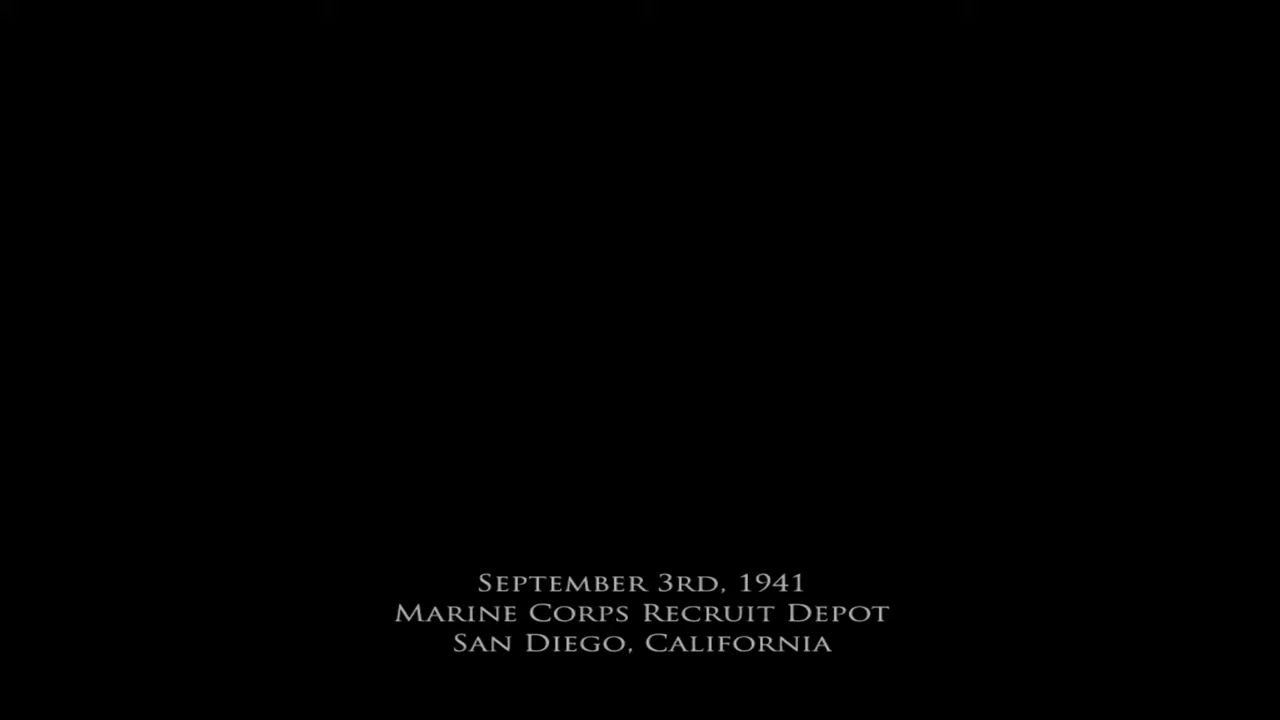 September 3rd, 1941
Marine Corps Recruit Depot
San Diego, California